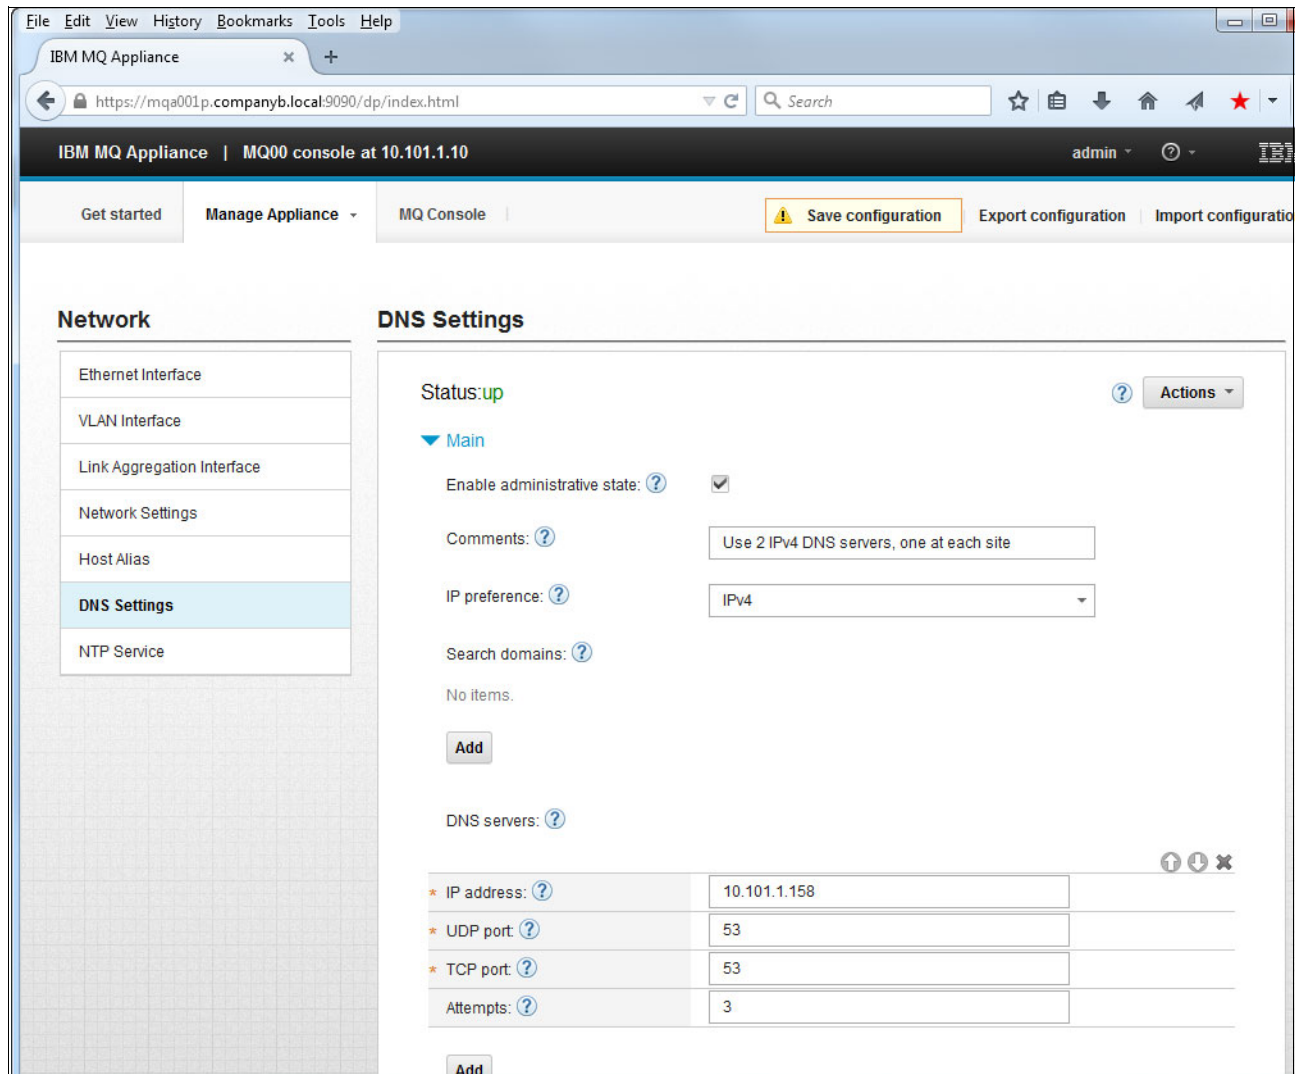 File Edit View History Bookmarks Tools Help
IBM MQ Appliance
https://mqa001p.companyb.local:9090/dp/index.html
Search
IBM MQ Appliance | MQ00 console at 10.101.1.10
admin
IBM
Get started
Manage Appliance
MQ Console
Save configuration
Export configuration
Import configuratio
Network
Ethernet Interface
VLAN Interface
Link Aggregation Interface
Network Settings
Host Alias
DNS Settings
NTP Service
DNS Settings
Status:up
Actions
Main
Enable administrative state:
Comments:
Use 2 IPv4 DNS servers, one at each site
IP preference:
IPv4
Search domains:
No items.
Add
DNS servers:
* IP address: 10.101.1.158
* UDP port: 53
* TCP port: 53
Attempts: 3
Add